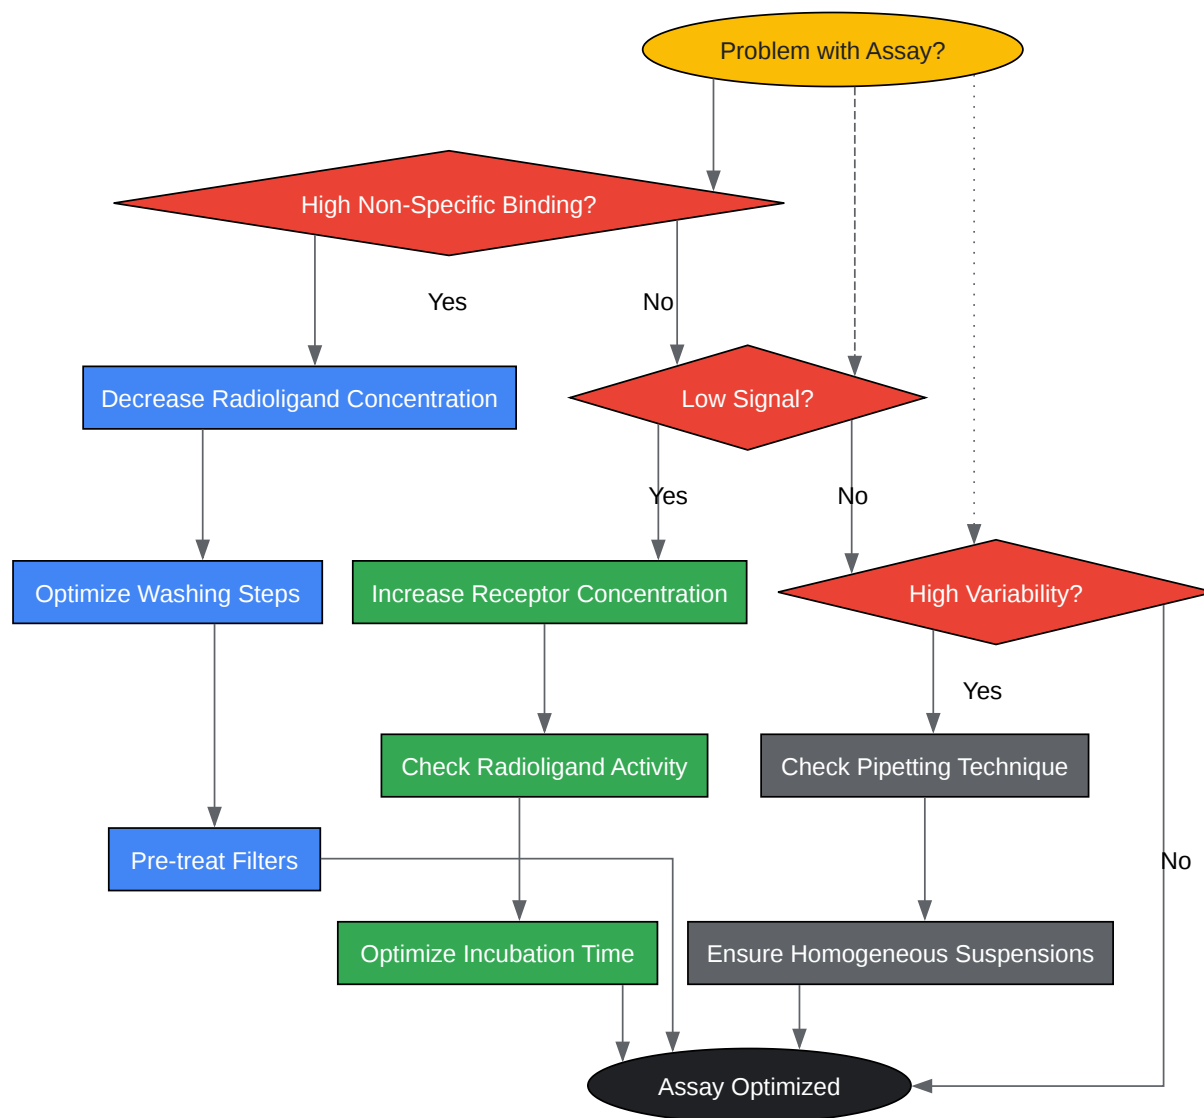 Problem with Assay?
High Non-Specific Binding?
Yes
No
Decrease Radioligand Concentration
Low Signal?
Yes
No
Optimize Washing Steps
Increase Receptor Concentration
High Variability?
Yes
Check Radioligand Activity
Check Pipetting Technique
Pre-treat Filters
No
Optimize Incubation Time
Ensure Homogeneous Suspensions
Assay Optimized